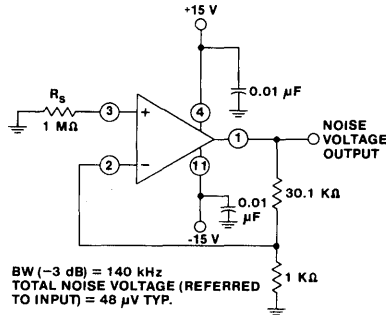 +15 V
0.01 µF
R_S
1 MΩ
3
+
4
1
NOISE
VOLTAGE
OUTPUT
2
−
11
0.01
µF
30.1 KΩ
-15 V
1 KΩ
BW (−3 dB) = 140 kHz
TOTAL NOISE VOLTAGE (REFERRED
TO INPUT) = 48 µV TYP.